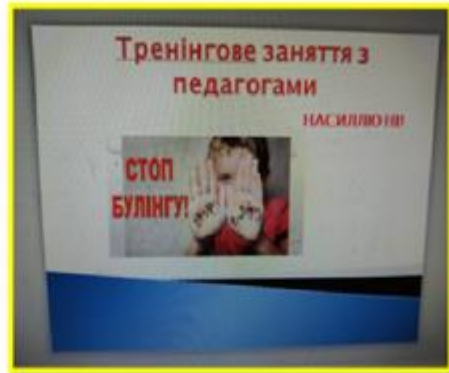 Тренінгове заняття з
педагогами
НАСИЛЛЮ НІ!
СТОП
БУЛІНГУ!